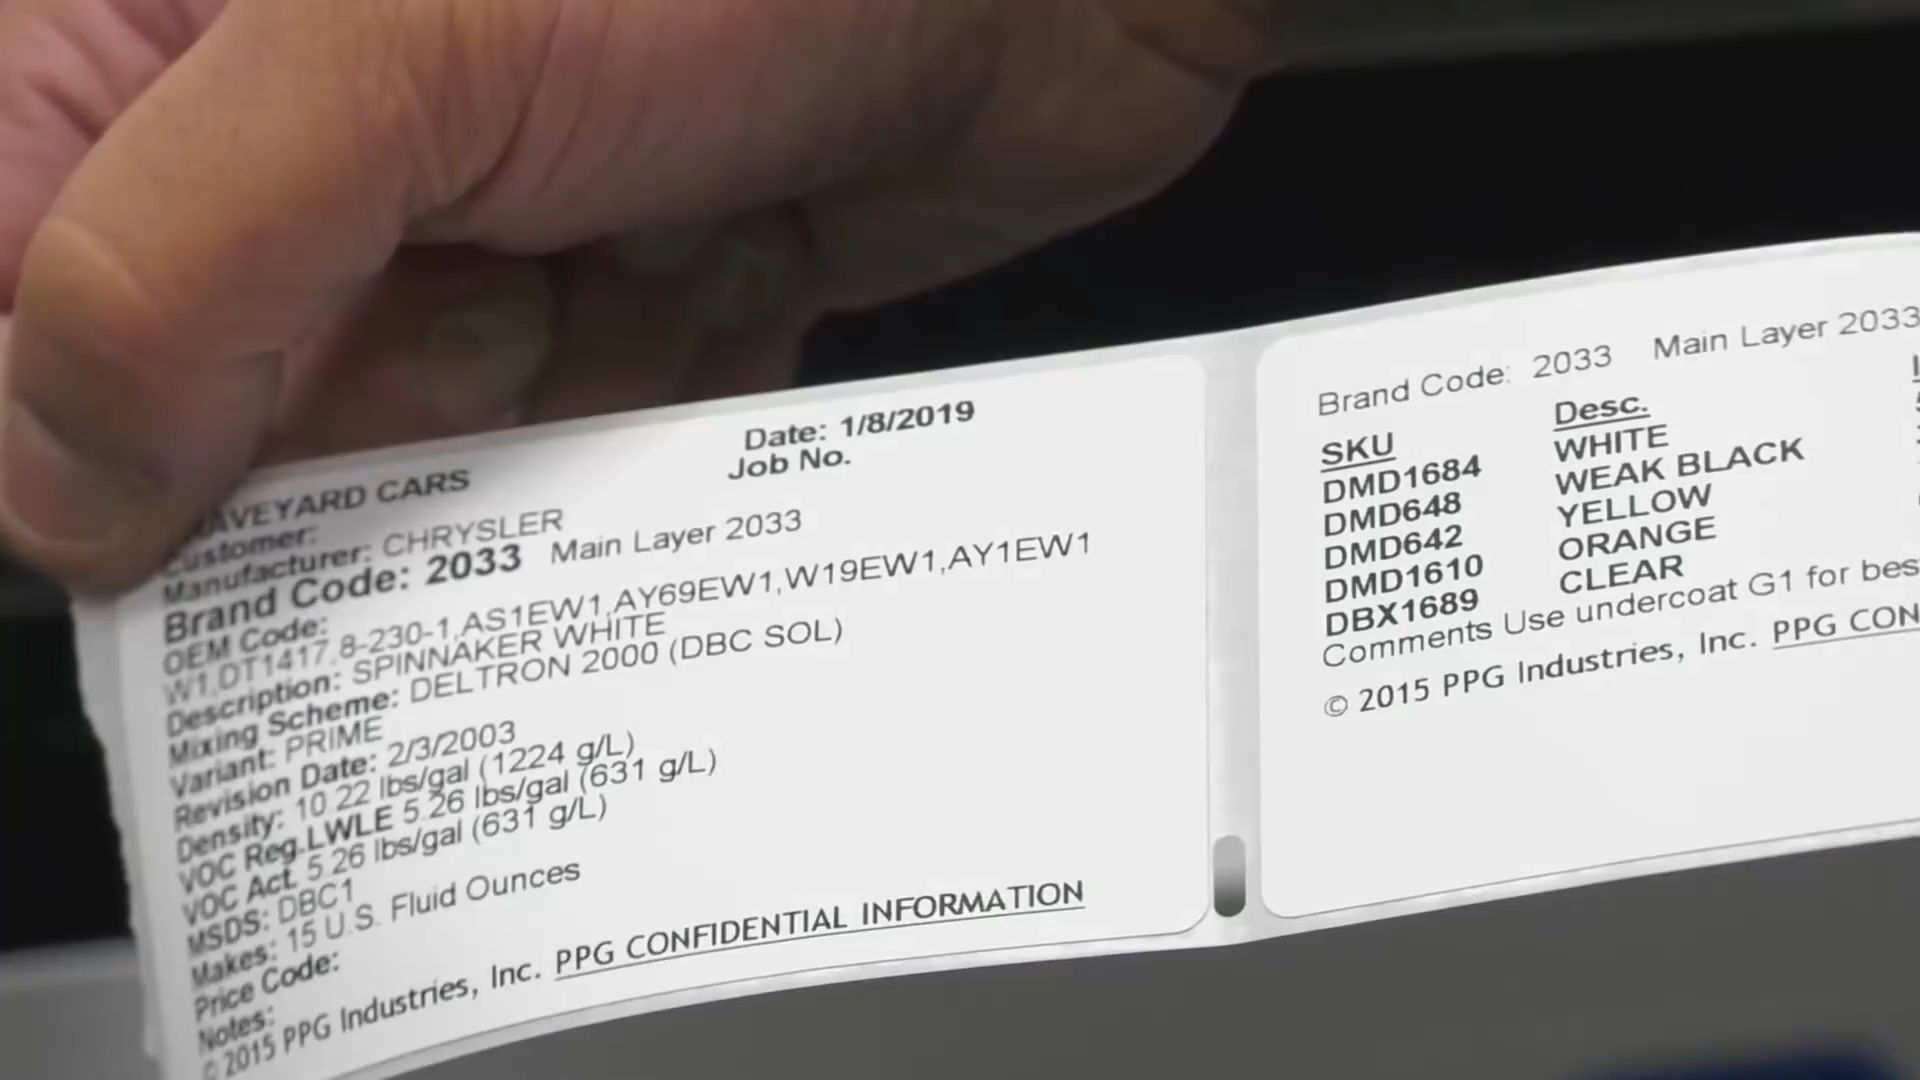 AVEYARD CARS
Date: 1/8/2019
Job No.
Customer:
Manufacturer: CHRYSLER
Brand Code: 2033 Main Layer 2033
OEM Code:
W1,DT1417,8-230-1,AS1EW1,AY69EW1,W19EW1,AY1EW1
Description: SPINNAKER WHITE
Mixing Scheme: DELTRON 2000 (DBC SOL)
Variant: PRIME
Revision Date: 2/3/2003
Density: 10.22 lbs/gal (1224 g/L)
VOC Reg.LWLE 5.26 lbs/gal (631 g/L)
VOC Act. 5.26 lbs/gal (631 g/L)
MSDS: DBC1
Makes: 15 U.S. Fluid Ounces
Price Code:
Notes:
© 2015 PPG Industries, Inc. PPG CONFIDENTIAL INFORMATION
Brand Code: 2033 Main Layer 2033
SKU Desc.
DMD1684 WHITE
DMD648 WEAK BLACK
DMD642 YELLOW
DMD1610 ORANGE
DBX1689 CLEAR
Comments Use undercoat G1 for bes
© 2015 PPG Industries, Inc. PPG CON